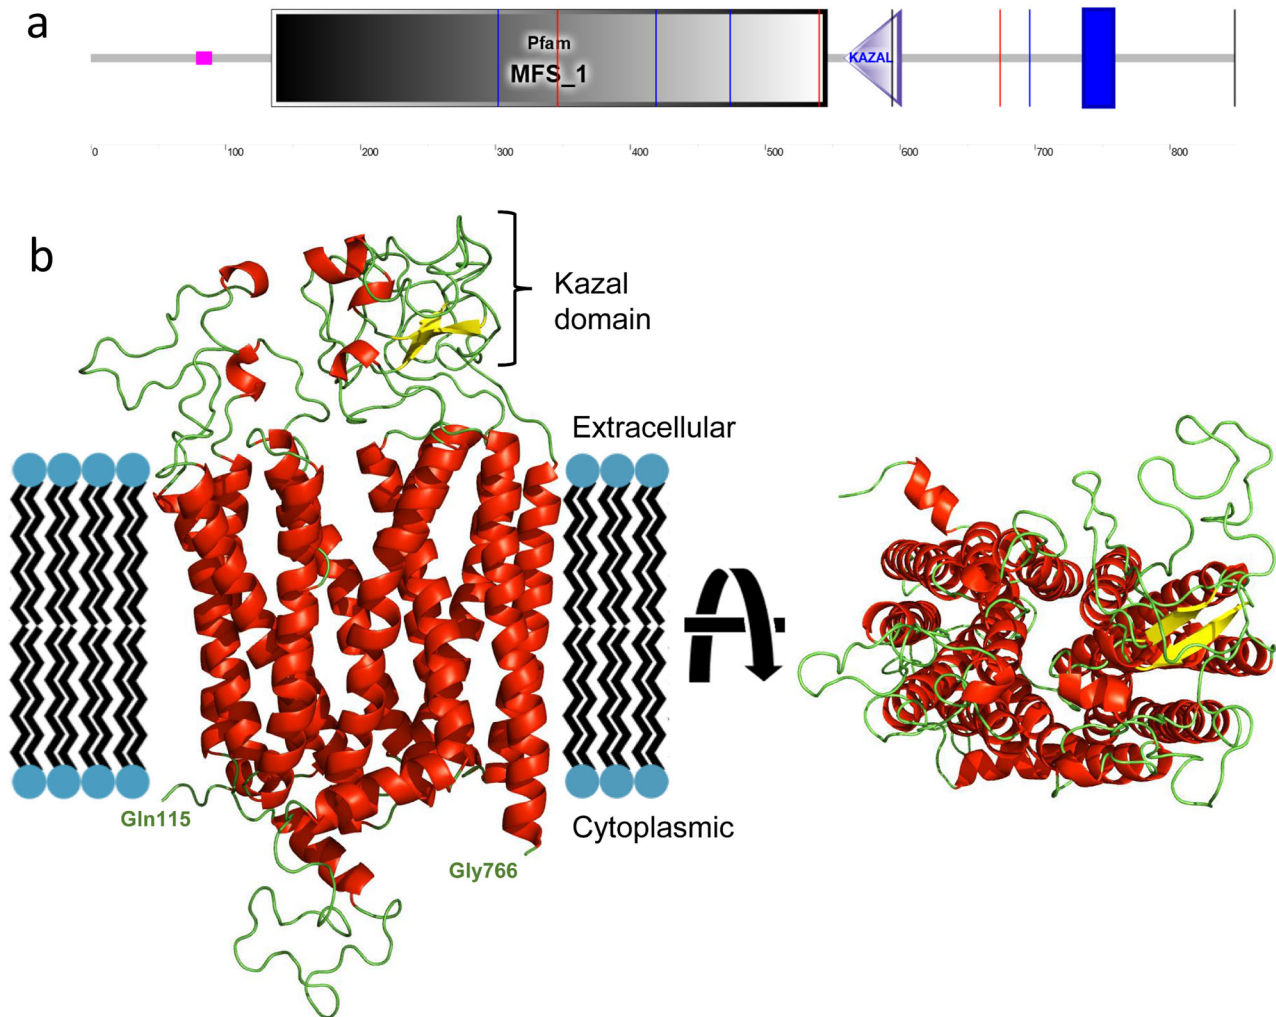 a
Pfam
MFS_1
KAZAL
0 100 200 300 400 500 600 700 800
b
Kazal
domain
Extracellular
Gln115
Cytoplasmic
Gly766